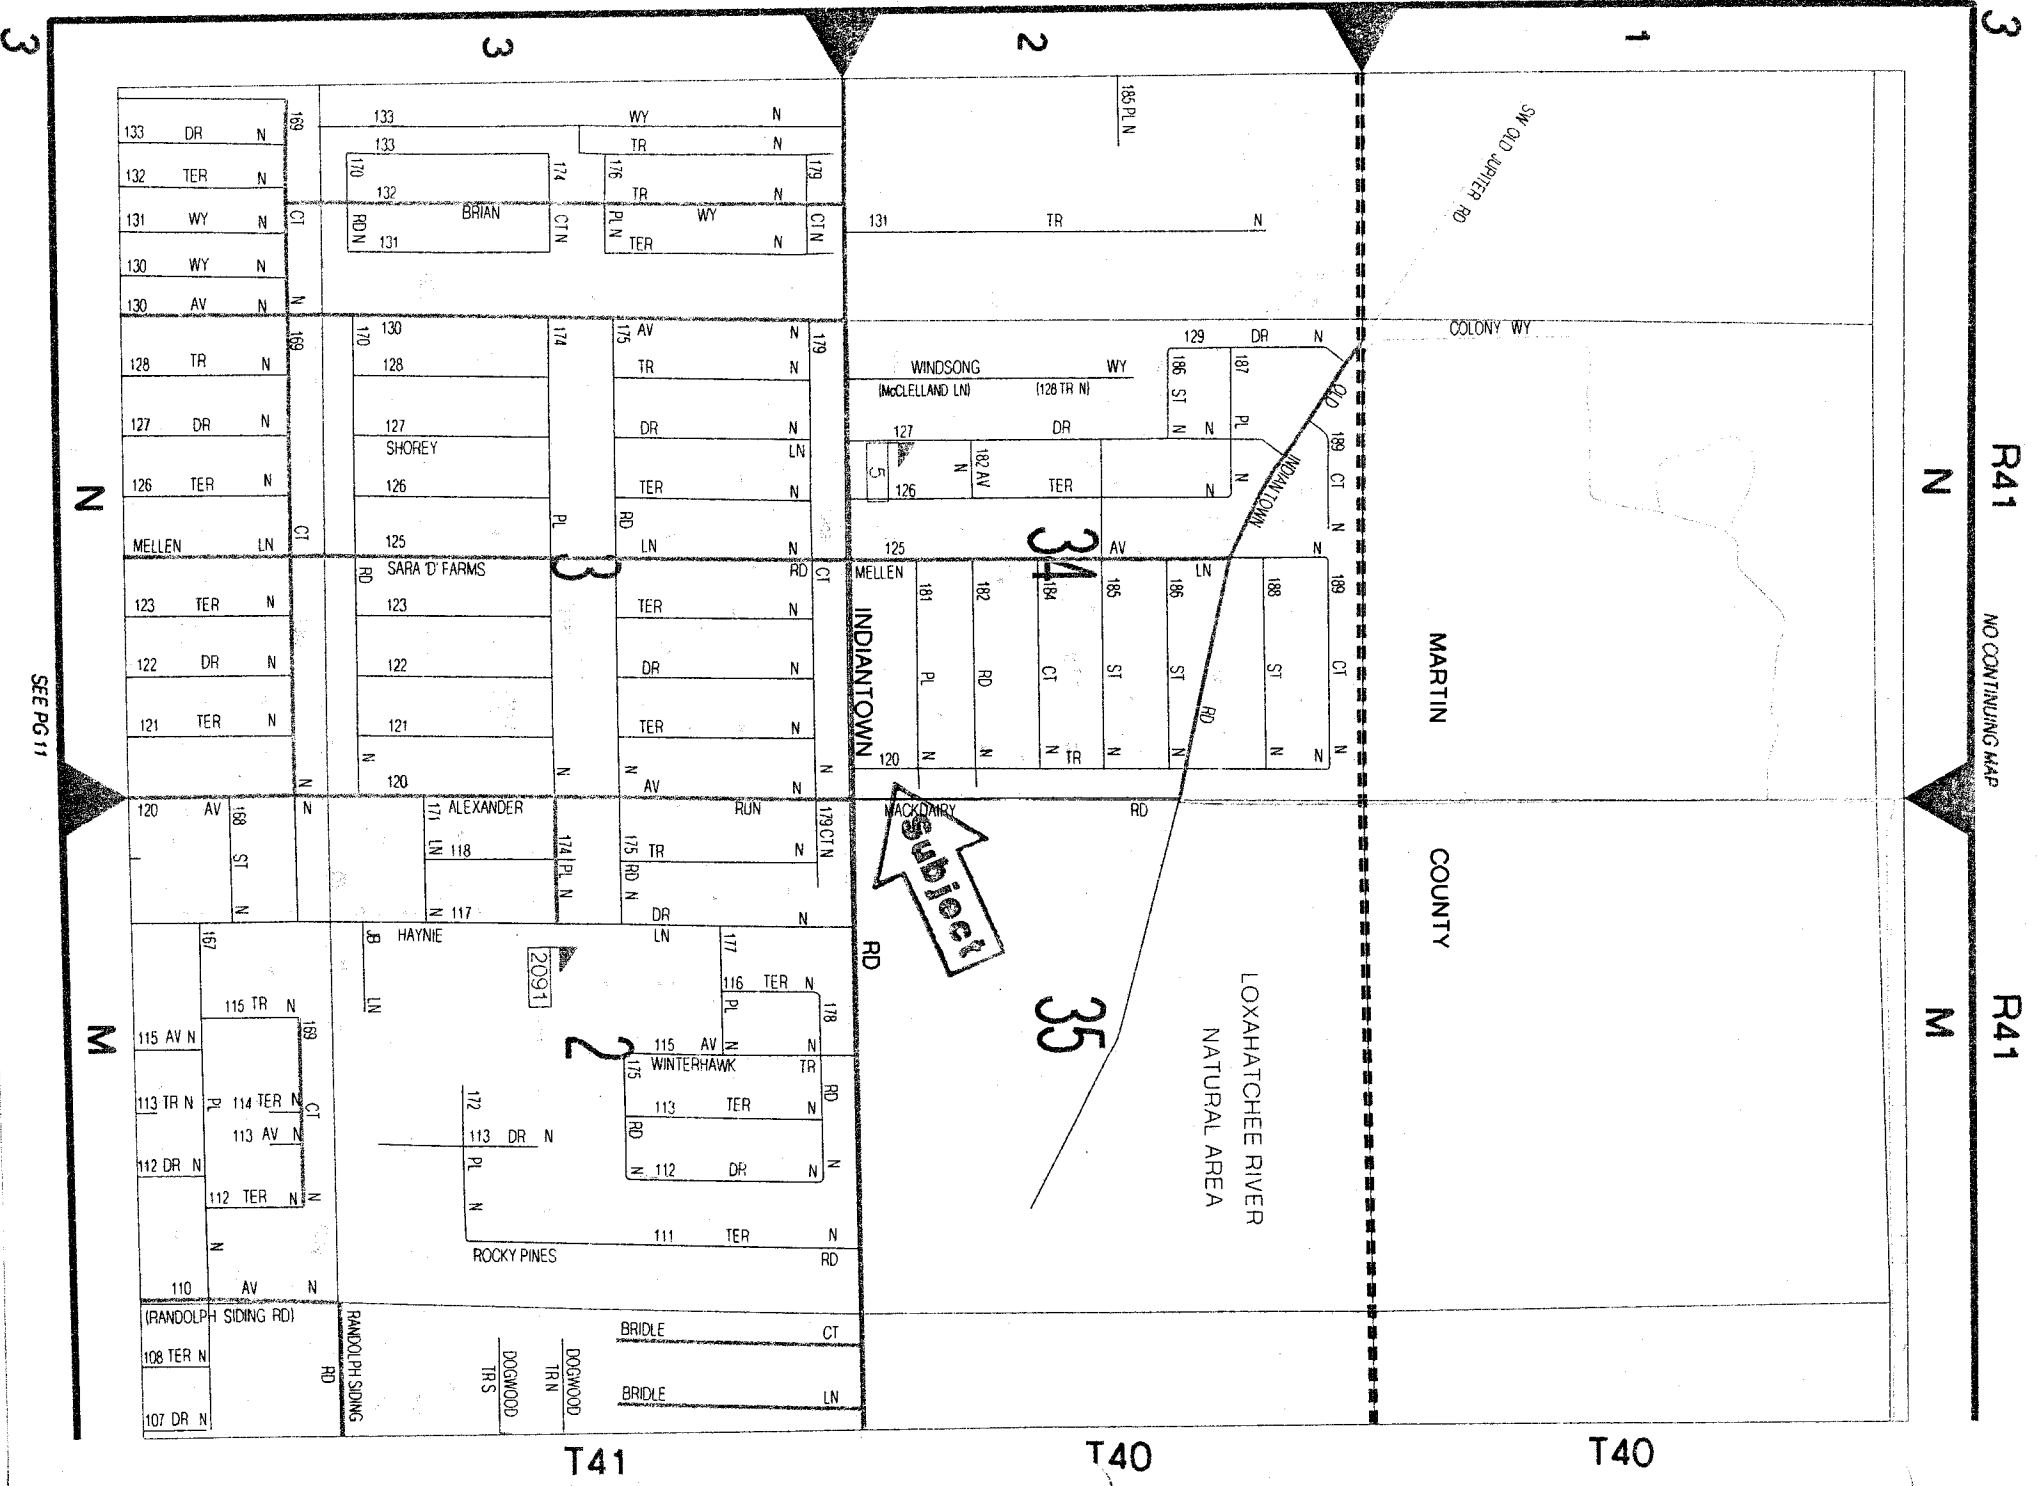 3
3
2
1
3
133 DR N
132 TER N
131 WY N
130 WY N
130 AV N
169 CT N
133 WY N
133 TR N
170 RD N
132 TR N
BRIAN WY
131 TER N
174 CT N
176 PL N
179 CT N
185 PL N
131 TR N
SW OLD JUPITER RD
COLONY WY
128 TR N
127 DR N
126 TER N
MELLEN LN
123 TER N
122 DR N
121 TER N
169 CT N
170 RD N
130 AV N
128 TR N
127 DR N
SHOREY LN
126 TER N
125 LN N
SARA 'D' FARMS RD
123 TER N
122 DR N
121 TER N
120 AV N
174 PL N
175 RD N
179 CT N
3
129 DR N
WINDSONG WY
(McCLELLAND LN) (128 TR N)
186 ST N
187 PL N
127 DR N
5
182 AV N
126 TER N
OLD INDIANTOWN RD
189 CT N
34
125 AV N
MELLEN LN
181 PL N
182 RD N
184 CT N
185 ST N
186 ST N
188 ST N
189 CT N
120 TR N
INDIANTOWN RD
MARTIN COUNTY
N
N
R41
NO CONTINUING MAP
SEE PG 11
120 AV N
168 ST N
171 LN N
ALEXANDER RUN
118 TR N
174 PL N
175 RD N
179 CT N
117 DR N
MACKDAIRY RD
Subject
JB LN
HAYNIE LN
2091
177 PL N
116 TER N
178 RD N
115 AV N
WINTERHAWK TR
2
35
LOXAHATCHEE RIVER
NATURAL AREA
167 PL N
115 TR N
169 CT N
115 AV N
113 TR N
114 TER N
113 AV N
112 DR N
112 TER N
172 PL N
113 DR N
175 RD N
113 TER N
112 DR N
111 TER N
ROCKY PINES RD
M
M
R41
110 AV N
(RANDOLPH SIDING RD)
108 TER N
107 DR N
RANDOLPH SIDING RD
DOGWOOD TR S
DOGWOOD TR N
BRIDLE CT
BRIDLE LN
T41
T40
T40